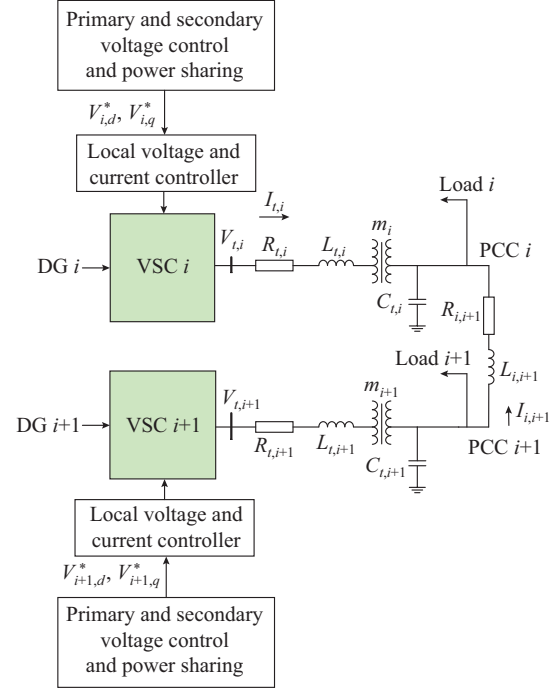 Primary and secondary
voltage control
and power sharing
V*i,d, V*i,q
Local voltage and
current controller
It,i
Load i
Vt,i
Rt,i
Lt,i
mi
PCC i
DG i
VSC i
Ct,i
Ri,i+1
Load i+1
Li,i+1
Vt,i+1
mi+1
Ii,i+1
DG i+1
VSC i+1
Rt,i+1
Lt,i+1
Ct,i+1
PCC i+1
Local voltage and
current controller
V*i+1,d, V*i+1,q
Primary and secondary
voltage control
and power sharing